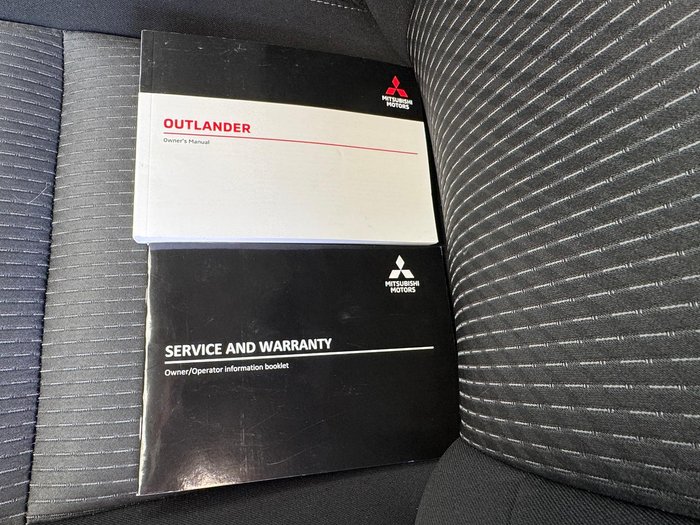 MITSUBISHI
MOTORS
OUTLANDER
Owner's Manual
MITSUBISHI
MOTORS
SERVICE AND WARRANTY
Owner/Operator information booklet